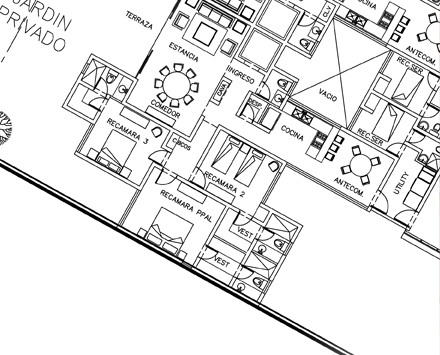 JARDIN
PRIVADO
TERRAZA
ESTANCIA
COMEDOR
INGRESO
COCINA
ANTECOM.
VACIO
REC.SER.
REC.SER.
COCINA
ANTECOM.
UTILITY
RECAMARA 3
RECAMARA 2
RECAMARA PPAL
VEST
VEST